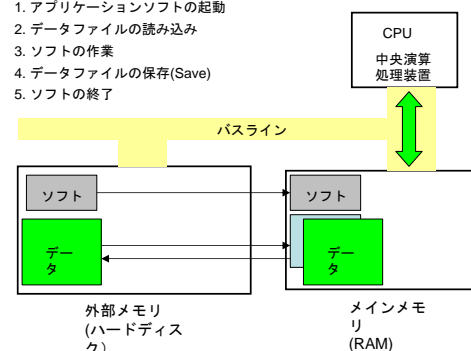 1. アプリケーションソフトの起動
2. データファイルの読み込み
3. ソフトの作業
4. データファイルの保存(Save)
5. ソフトの終了
CPU
中央演算
処理装置
バスライン
ソフト
ソフト
デー
タ
デー
タ
外部メモリ
(ハードディス
ク)
メインメモ
リ
(RAM)